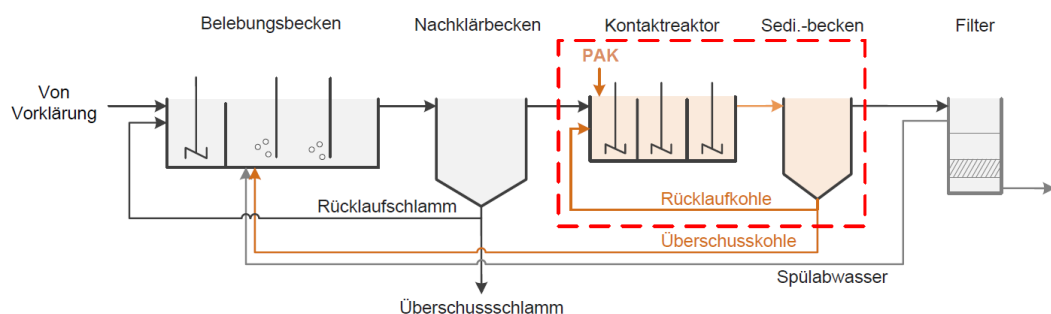 Belebungsbecken
Nachklärbecken
Kontaktreaktor
Sedi.-becken
Filter
PAK
Von
Vorklärung
Rücklaufschlamm
Rücklaufkohle
Überschusskohle
Spülabwasser
Überschussschlamm